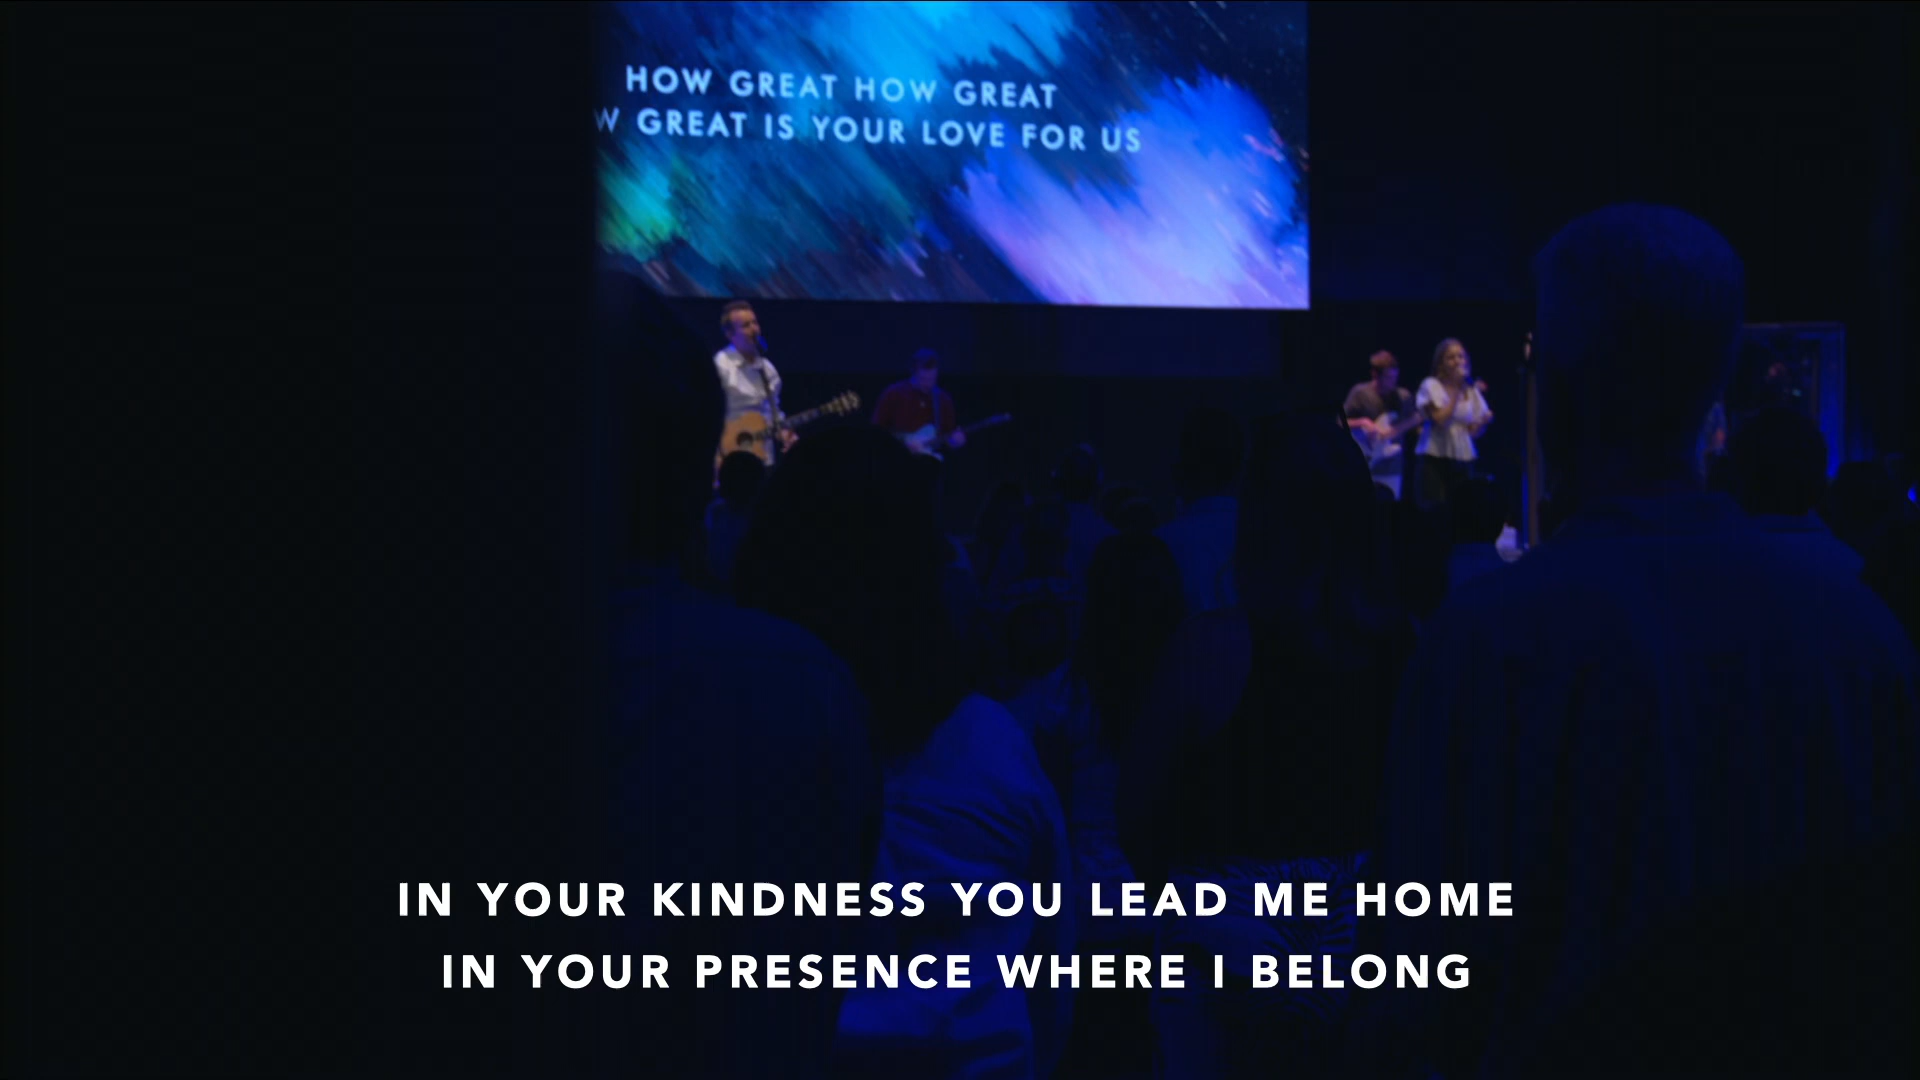 HOW GREAT HOW GREAT
GREAT IS YOUR LOVE FOR US
IN YOUR KINDNESS YOU LEAD ME HOME
IN YOUR PRESENCE WHERE I BELONG